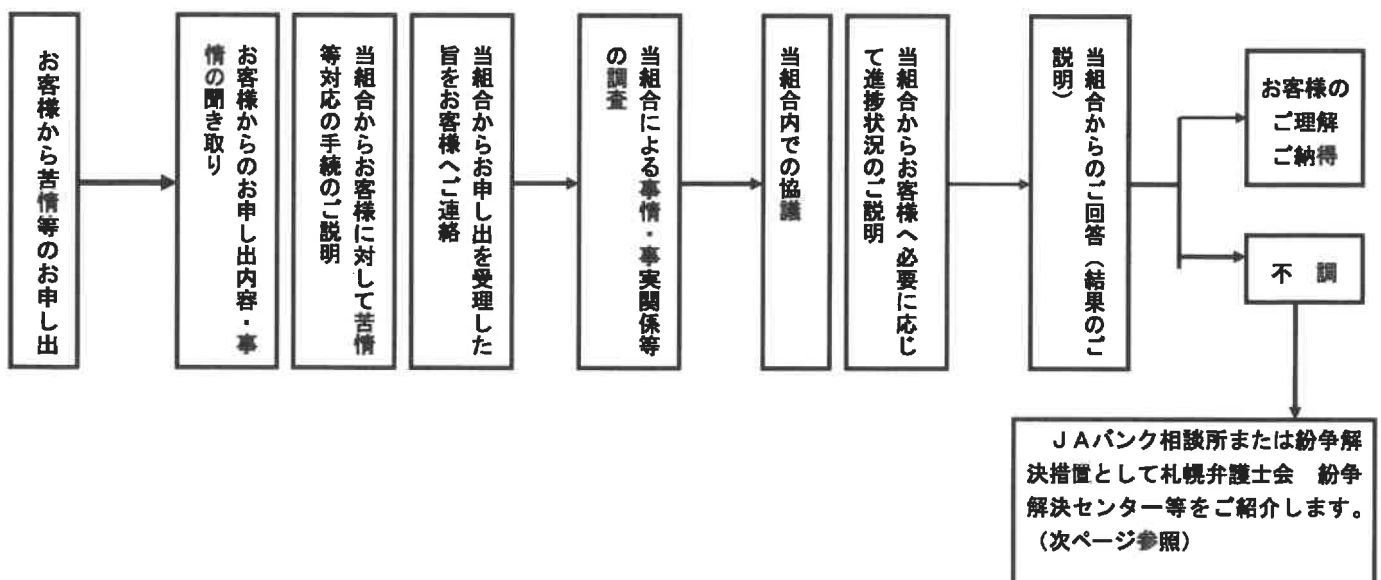 お客様から苦情等のお申し出
お客様からのお申し出内容・事
情の聞き取り
当組合からお客様に対して苦情
等対応の手続のご説明
当組合からお申し出を受理した
旨をお客様へご連絡
当組合による事情・事実関係等
の調査
当組合内での協議
当組合からお客様へ必要に応じ
て進捗状況のご説明
当組合からのご回答（結果のご
説明）
お客様の
ご理解
ご納得
不　調
ＪＡバンク相談所または紛争解
決措置として札幌弁護士会　紛争
解決センター等をご紹介します。
（次ページ参照）